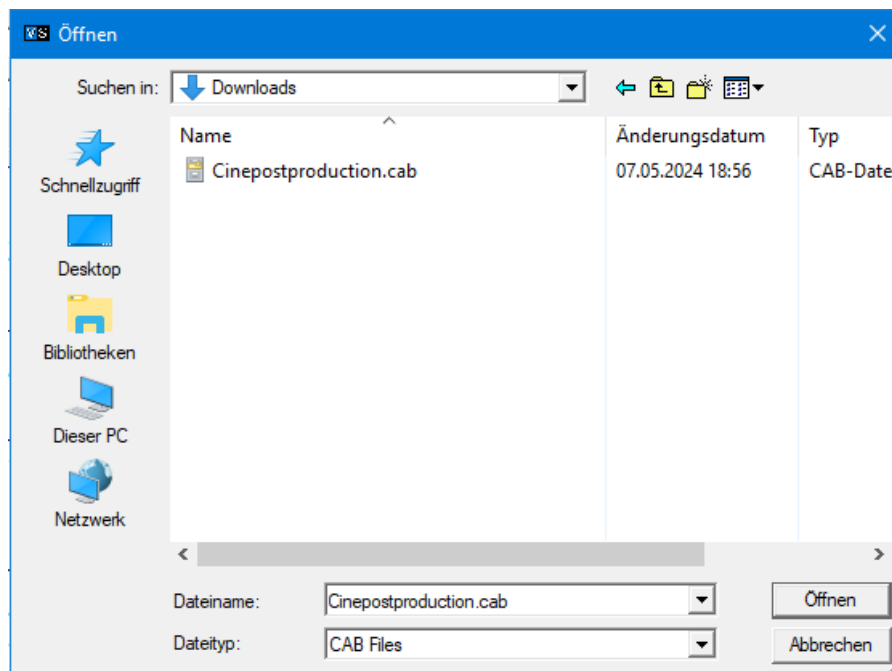 VS Öffnen
Suchen in: Downloads
Name Änderungsdatum Typ
Cinepostproduction.cab 07.05.2024 18:56 CAB-Date
Schnellzugriff
Desktop
Bibliotheken
Dieser PC
Netzwerk
Dateiname: Cinepostproduction.cab Öffnen
Dateityp: CAB Files Abbrechen